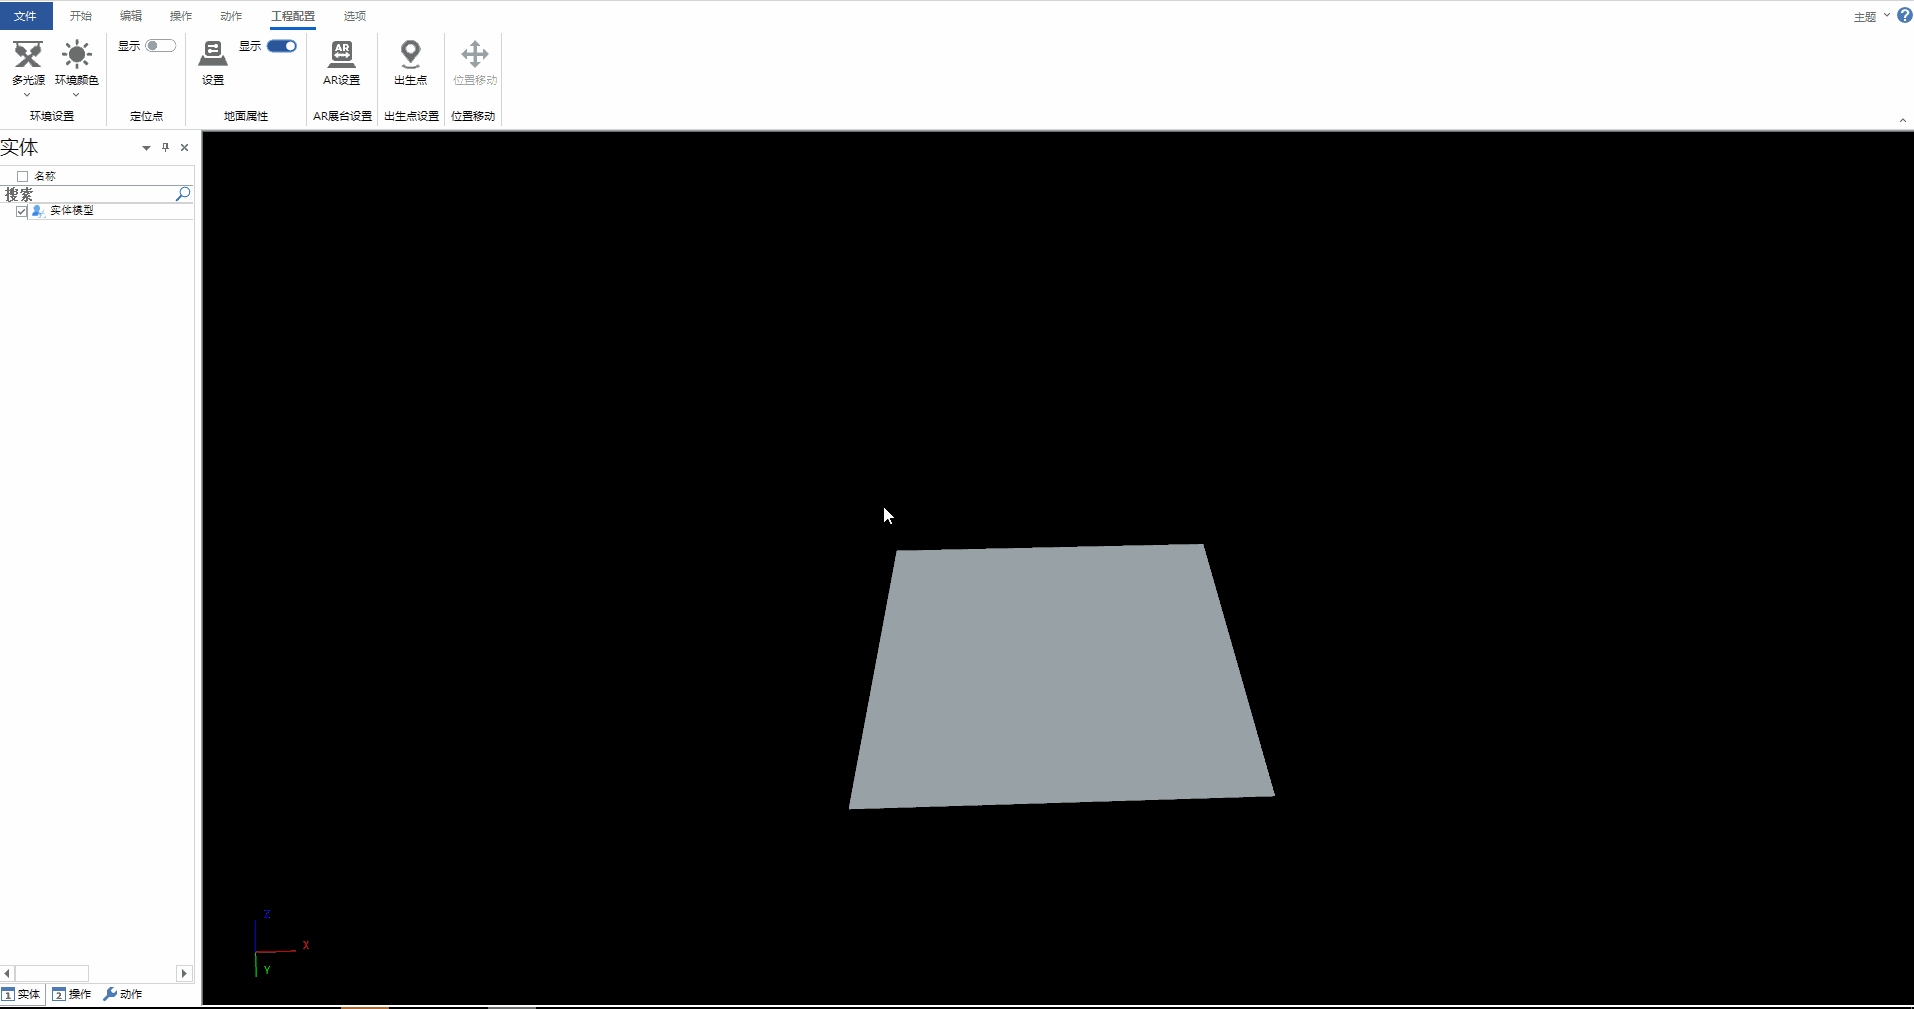 文件 开始 编辑 操作 动作 工程配置 选项 主题
显示 显示 AR
多光源 环境颜色 设置 AR设置 出生点 位置移动
环境设置 定位点 地面属性 AR展台设置 出生点设置 位置移动
实体
名称
搜索
实体模型
Z
X
Y
1 实体 2 操作 动作